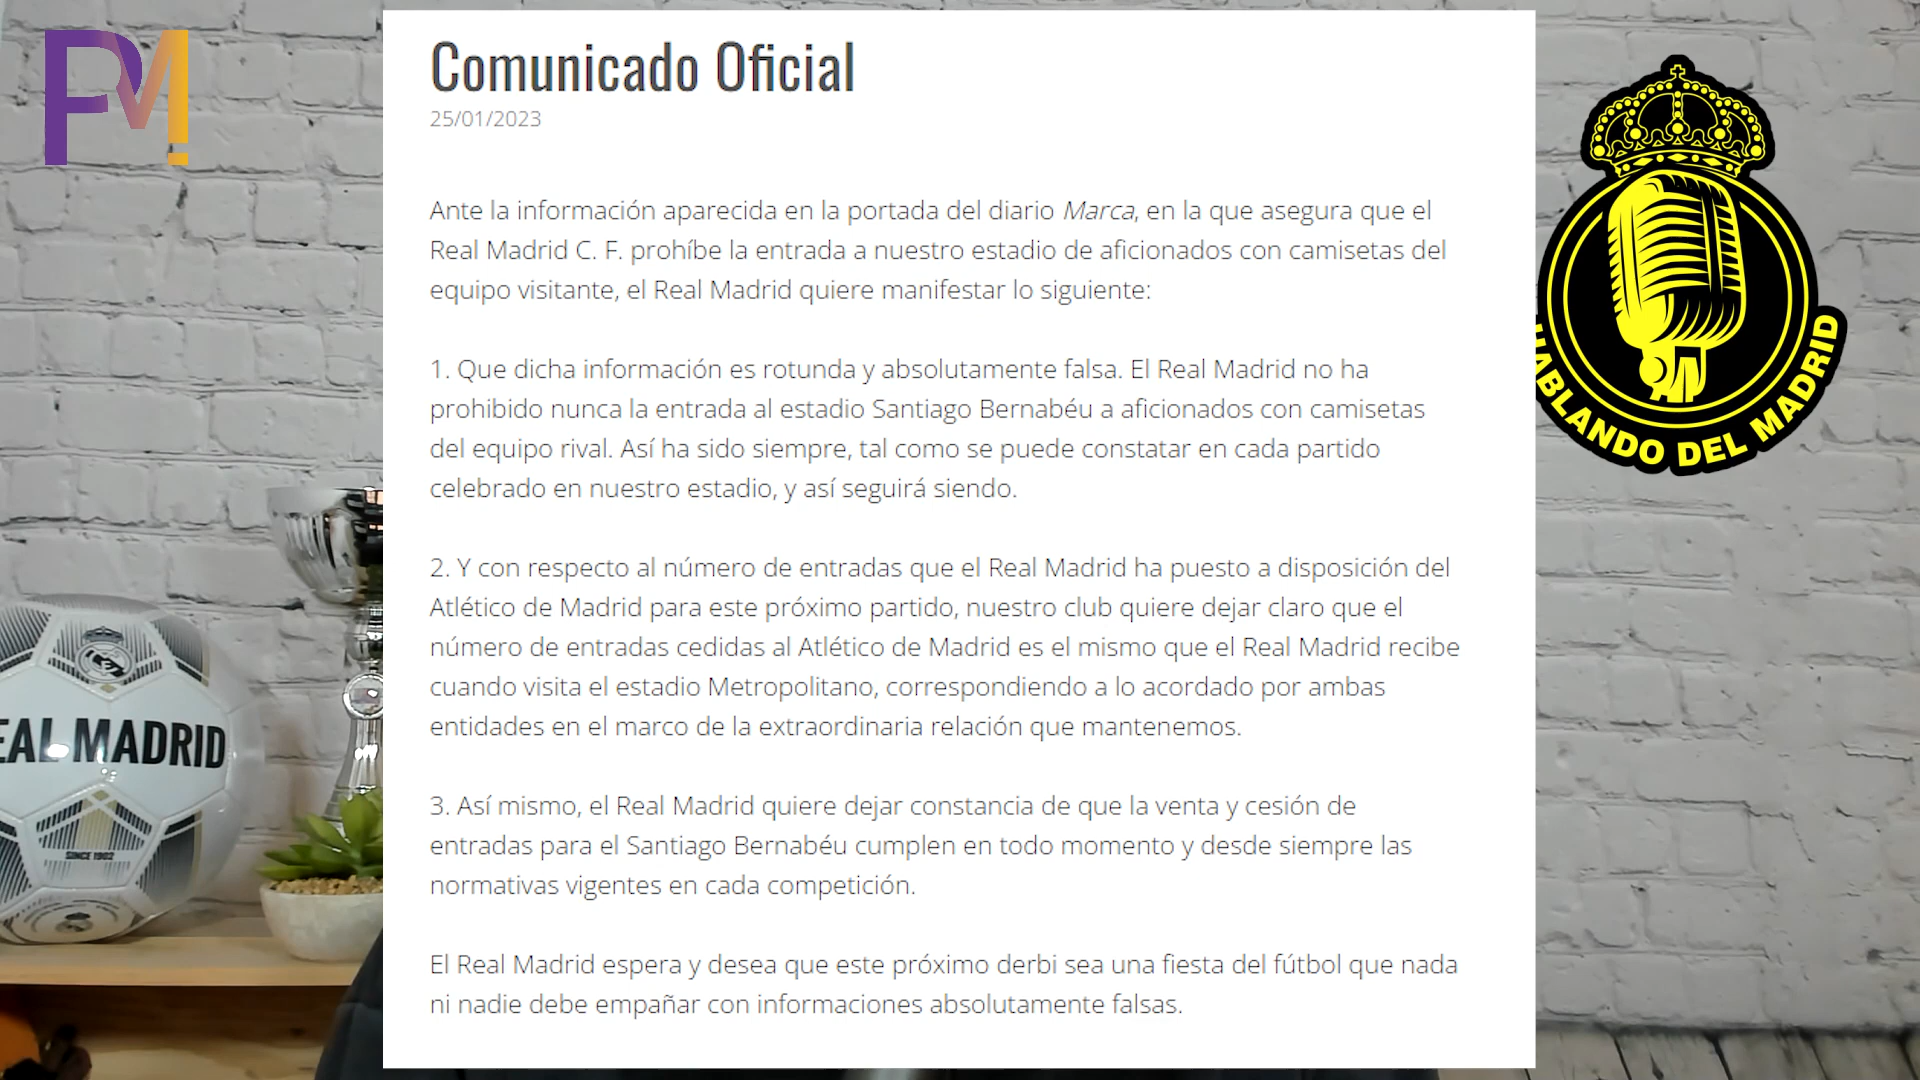 PM!
Comunicado Oficial
25/01/2023
Ante la información aparecida en la portada del diario Marca, en la que asegura que el
Real Madrid C. F. prohíbe la entrada a nuestro estadio de aficionados con camisetas del
equipo visitante, el Real Madrid quiere manifestar lo siguiente:
1. Que dicha información es rotunda y absolutamente falsa. El Real Madrid no ha
prohibido nunca la entrada al estadio Santiago Bernabéu a aficionados con camisetas
del equipo rival. Así ha sido siempre, tal como se puede constatar en cada partido
celebrado en nuestro estadio, y así seguirá siendo.
2. Y con respecto al número de entradas que el Real Madrid ha puesto a disposición del
Atlético de Madrid para este próximo partido, nuestro club quiere dejar claro que el
número de entradas cedidas al Atlético de Madrid es el mismo que el Real Madrid recibe
cuando visita el estadio Metropolitano, correspondiendo a lo acordado por ambas
entidades en el marco de la extraordinaria relación que mantenemos.
3. Así mismo, el Real Madrid quiere dejar constancia de que la venta y cesión de
entradas para el Santiago Bernabéu cumplen en todo momento y desde siempre las
normativas vigentes en cada competición.
El Real Madrid espera y desea que este próximo derbi sea una fiesta del fútbol que nada
ni nadie debe empañar con informaciones absolutamente falsas.
HABLANDO DEL MADRID
EAL MADRID
SINCE 1902